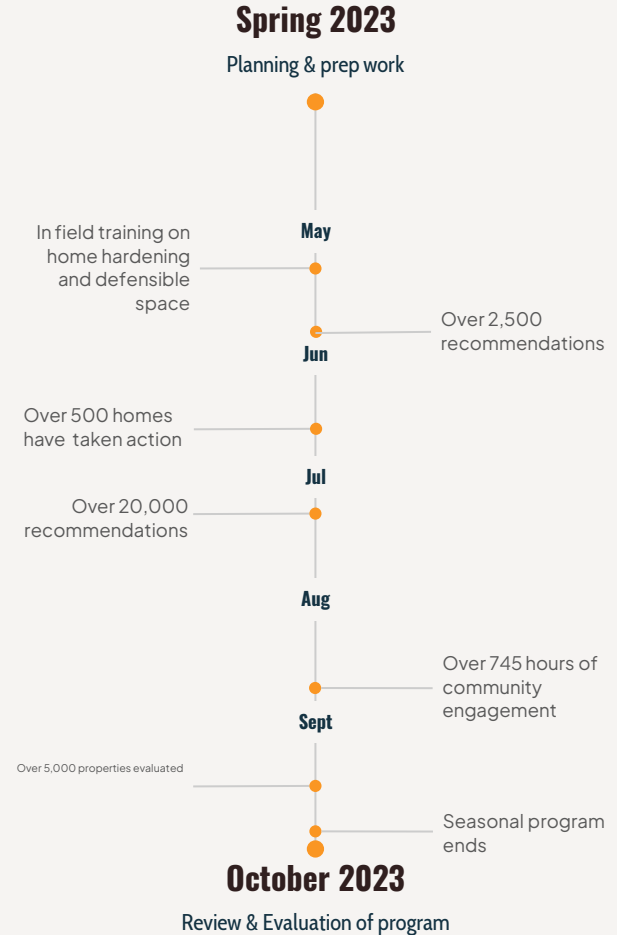 Spring 2023
Planning & prep work
May
In field training on
home hardening
and defensible
space
Over 2,500
recommendations
Jun
Over 500 homes
have taken action
Jul
Over 20,000
recommendations
Aug
Over 745 hours of
community
engagement
Sept
Over 5,000 properties evaluated
Seasonal program
ends
October 2023
Review & Evaluation of program